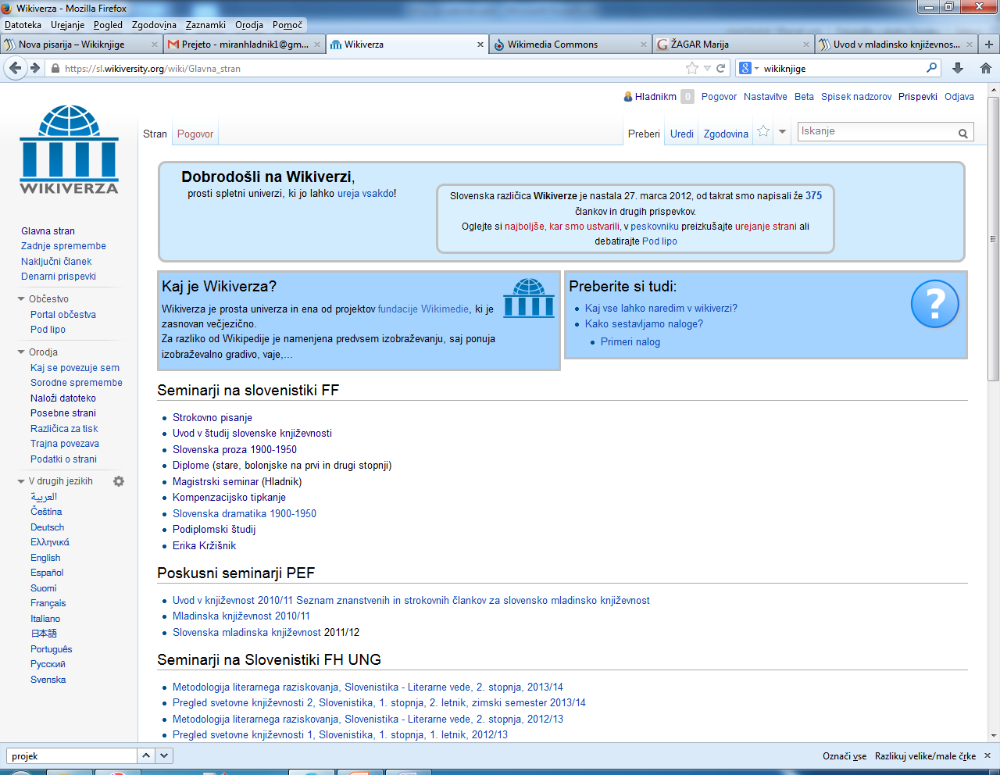 Wikiverza - Mozilla Firefox
Datoteka Urejanje Pogled Zgodovina Zaznamki Orodja Pomoč
Nova pisarija – Wikiknjige
Prejeto - miranhladnik1@gm...
Wikiverza
Wikimedia Commons
ŽAGAR Marija
Uvod v mladinsko književnos...
https://sl.wikiversity.org/wiki/Glavna_stran
wikiknjige
Hladnikm 0 Pogovor Nastavitve Beta Spisek nadzorov Prispevki Odjava
Stran Pogovor
Preberi Uredi Zgodovina
Iskanje
WIKIVERZA
Glavna stran
Zadnje spremembe
Naključni članek
Denarni prispevki
Občestvo
Portal občestva
Pod lipo
Orodja
Kaj se povezuje sem
Sorodne spremembe
Naloži datoteko
Posebne strani
Različica za tisk
Trajna povezava
Podatki o strani
V drugih jezikih
العربية
Čeština
Deutsch
Ελληνικά
English
Español
Suomi
Français
Italiano
日本語
Português
Русский
Svenska
Dobrodošli na Wikiverzi,
prosti spletni univerzi, ki jo lahko ureja vsakdo!
Slovenska različica Wikiverze je nastala 27. marca 2012, od takrat smo napisali že 375
člankov in drugih prispevkov.
Oglejte si najboljše, kar smo ustvarili, v peskovniku preizkušajte urejanje strani ali
debatirajte Pod lipo
Kaj je Wikiverza?
Wikiverza je prosta univerza in ena od projektov fundacije Wikimedie, ki je
zasnovan večjezično.
Za razliko od Wikipedije je namenjena predvsem izobraževanju, saj ponuja
izobraževalno gradivo, vaje,...
Preberite si tudi:
Kaj vse lahko naredim v wikiverzi?
Kako sestavljamo naloge?
Primeri nalog
?
Seminarji na slovenistiki FF
Strokovno pisanje
Uvod v študij slovenske književnosti
Slovenska proza 1900-1950
Diplome (stare, bolonjske na prvi in drugi stopnji)
Magistrski seminar (Hladnik)
Kompenzacijsko tipkanje
Slovenska dramatika 1900-1950
Podiplomski študij
Erika Kržišnik
Poskusni seminarji PEF
Uvod v književnost 2010/11 Seznam znanstvenih in strokovnih člankov za slovensko mladinsko književnost
Mladinska književnost 2010/11
Slovenska mladinska književnost 2011/12
Seminarji na Slovenistiki FH UNG
Metodologija literarnega raziskovanja, Slovenistika - Literarne vede, 2. stopnja, 2013/14
Pregled svetovne književnosti 2, Slovenistika, 1. stopnja, 2. letnik, zimski semester 2013/14
Metodologija literarnega raziskovanja, Slovenistika - Literarne vede, 2. stopnja, 2012/13
Pregled svetovne književnosti 1, Slovenistika, 1. stopnja, 1. letnik, 2012/13
projek
Označi vse Razlikuj velike/male črke